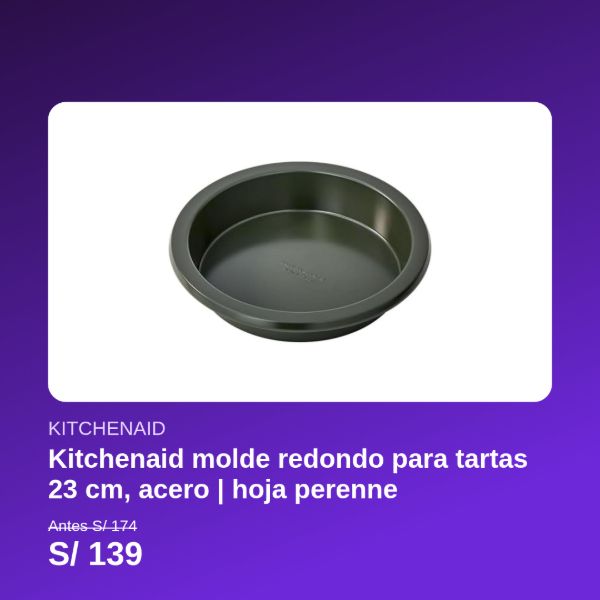 KITCHENAID
Kitchenaid molde redondo para tartas
23 cm, acero | hoja perenne
Antes S/ 174
S/ 139